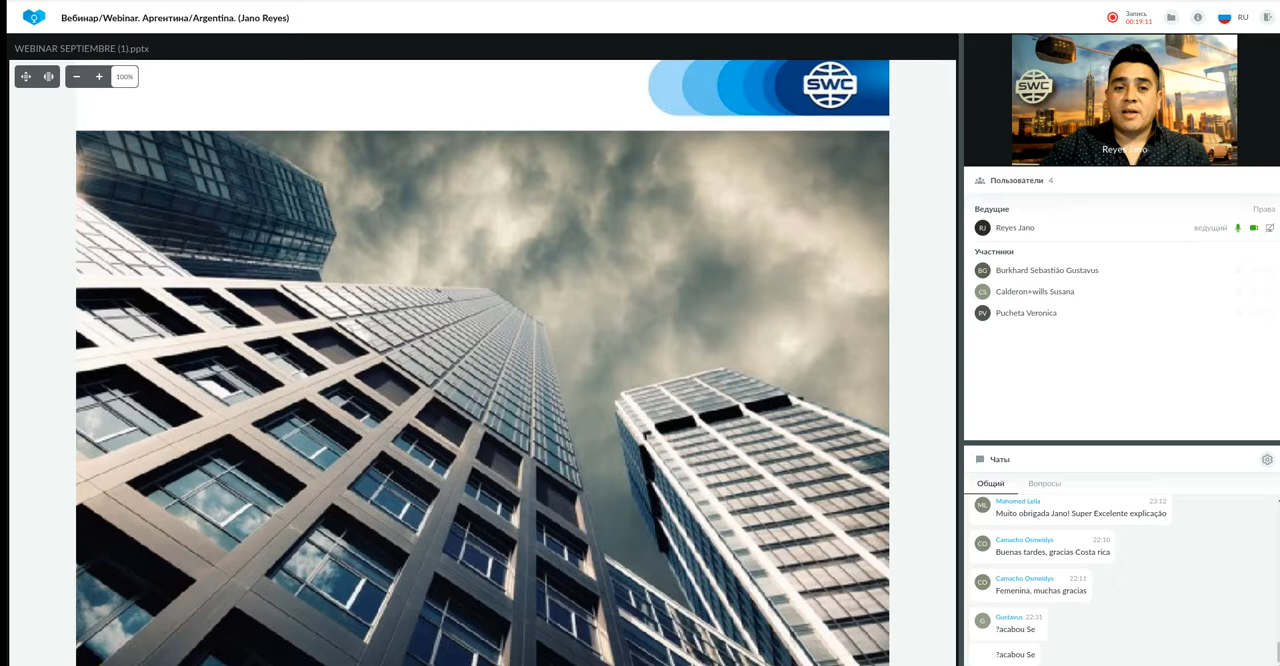 Вебинар/Webinar. Аргентина/Argentina. (Jano Reyes)
Запись
00:19:11
RU
WEBINAR SEPTIEMBRE (1).pptx
100%
SWC
SWC
Reyes Jano
Пользователи 4
Ведущие Права
RJ Reyes Jano ведущий
Участники
BG Burkhard Sebastião Gustavus
CS Calderon+wills Susana
PV Pucheta Veronica
Чаты
Общий Вопросы
ML Mahomed Leila 23:12
Muito obrigada Jano! Super Excelente explicação
CO Camacho Osmeidys 22:10
Buenas tardes, gracias Costa rica
CO Camacho Osmeidys 22:11
Femenina, muchas gracias
G Gustavus 22:31
?acabou Se
?acabou Se